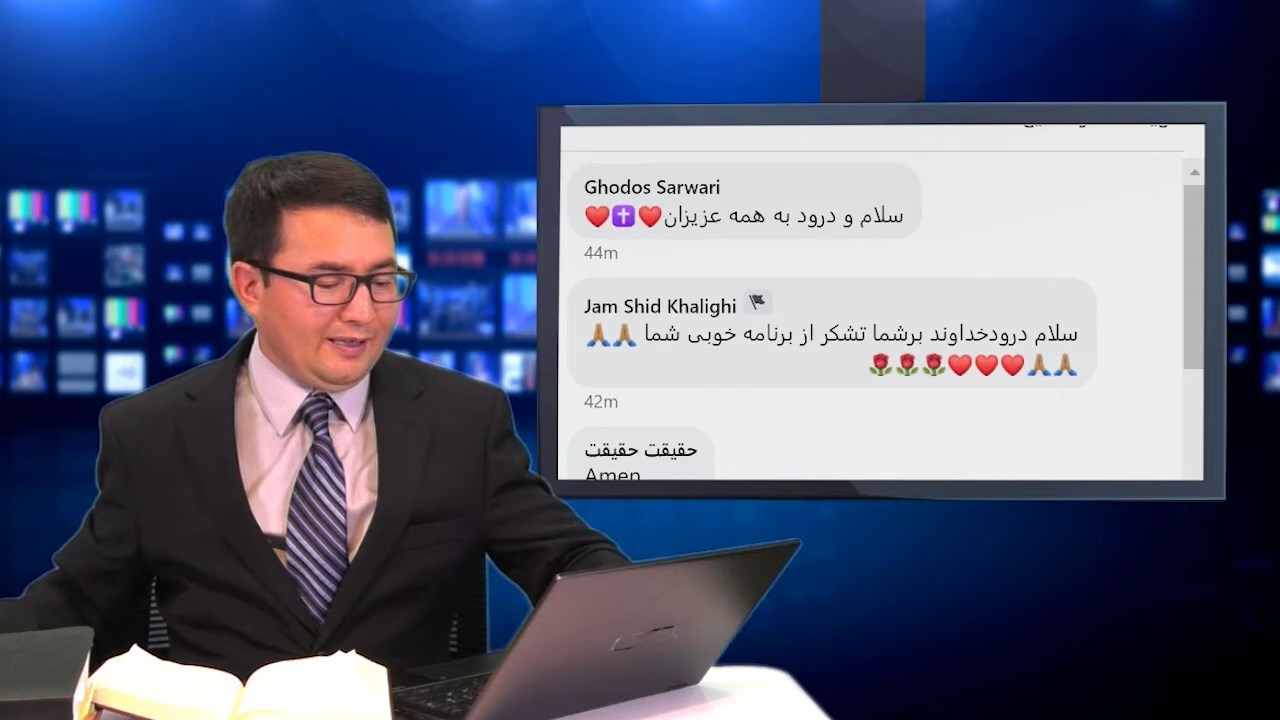 Ghodos Sarwari
سلام و درود به همه عزیزان❤️✝️❤️
44m
Jam Shid Khalighi
سلام درودخداوند برشما تشکر از برنامه خوبی شما 🙏🏽🙏🏽
🙏🏽🙏🏽❤️❤️❤️🌹🌹🌹
42m
حقیقت حقیقت
Amen